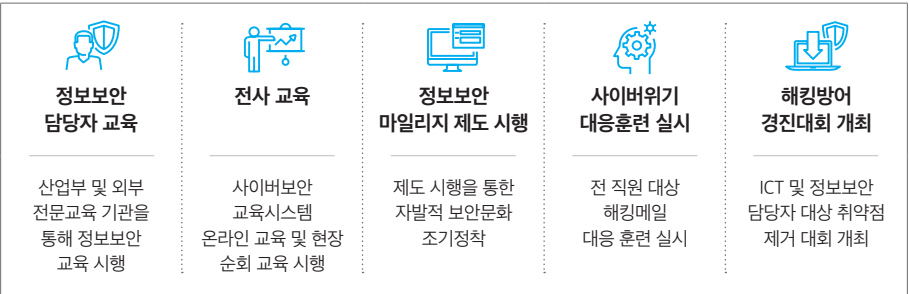 정보보안
담당자 교육
산업부 및 외부
전문교육 기관을
통해 정보보안
교육 시행
전사 교육
사이버보안
교육시스템
온라인 교육 및 현장
순회 교육 시행
정보보안
마일리지 제도 시행
제도 시행을 통한
자발적 보안문화
조기정착
사이버위기
대응훈련 실시
전 직원 대상
해킹메일
대응 훈련 실시
해킹방어
경진대회 개최
ICT 및 정보보안
담당자 대상 취약점
제거 대회 개최